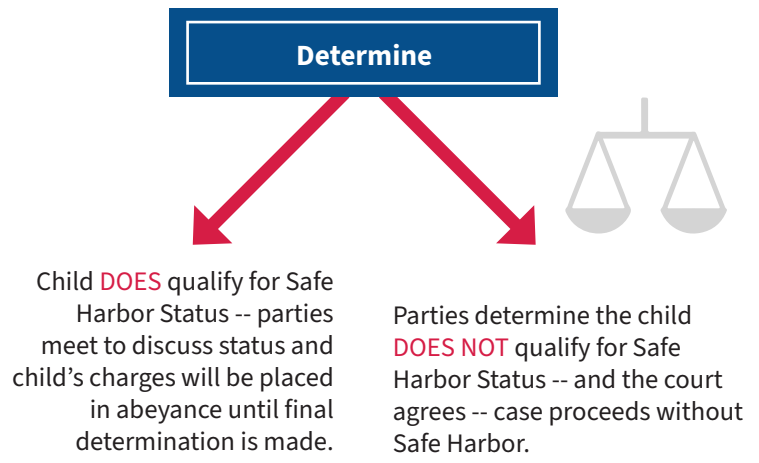 Determine
Child DOES qualify for Safe
Harbor Status -- parties
meet to discuss status and
child’s charges will be placed
in abeyance until final
determination is made.
Parties determine the child
DOES NOT qualify for Safe
Harbor Status -- and the court
agrees -- case proceeds without
Safe Harbor.